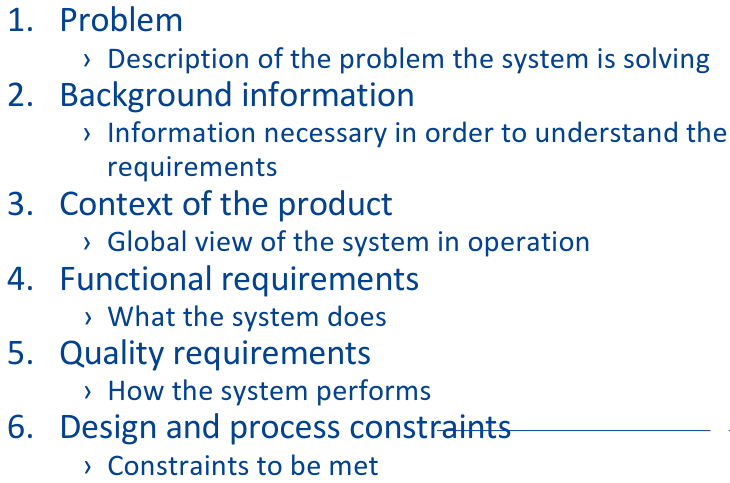 1. Problem
› Description of the problem the system is solving
2. Background information
› Information necessary in order to understand the
requirements
3. Context of the product
› Global view of the system in operation
4. Functional requirements
› What the system does
5. Quality requirements
› How the system performs
6. Design and process constraints
› Constraints to be met